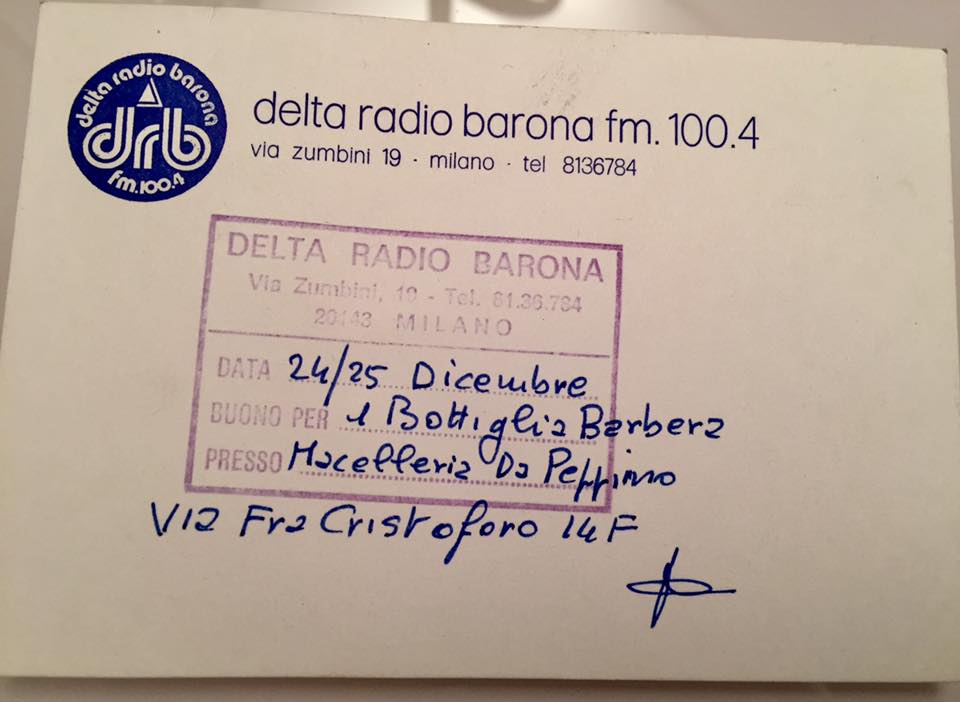 delta radio barona
drb
fm.100.4
delta radio barona fm. 100.4
via zumbini 19 · milano · tel 8136784
DELTA RADIO BARONA
Via Zumbini, 19 - Tel. 81.36.784
20143 MILANO
DATA 24/25 Dicembre
BUONO PER 1 Bottiglia Barbera
PRESSO Macelleria Da Peppino
Via Fra Cristoforo 14 F